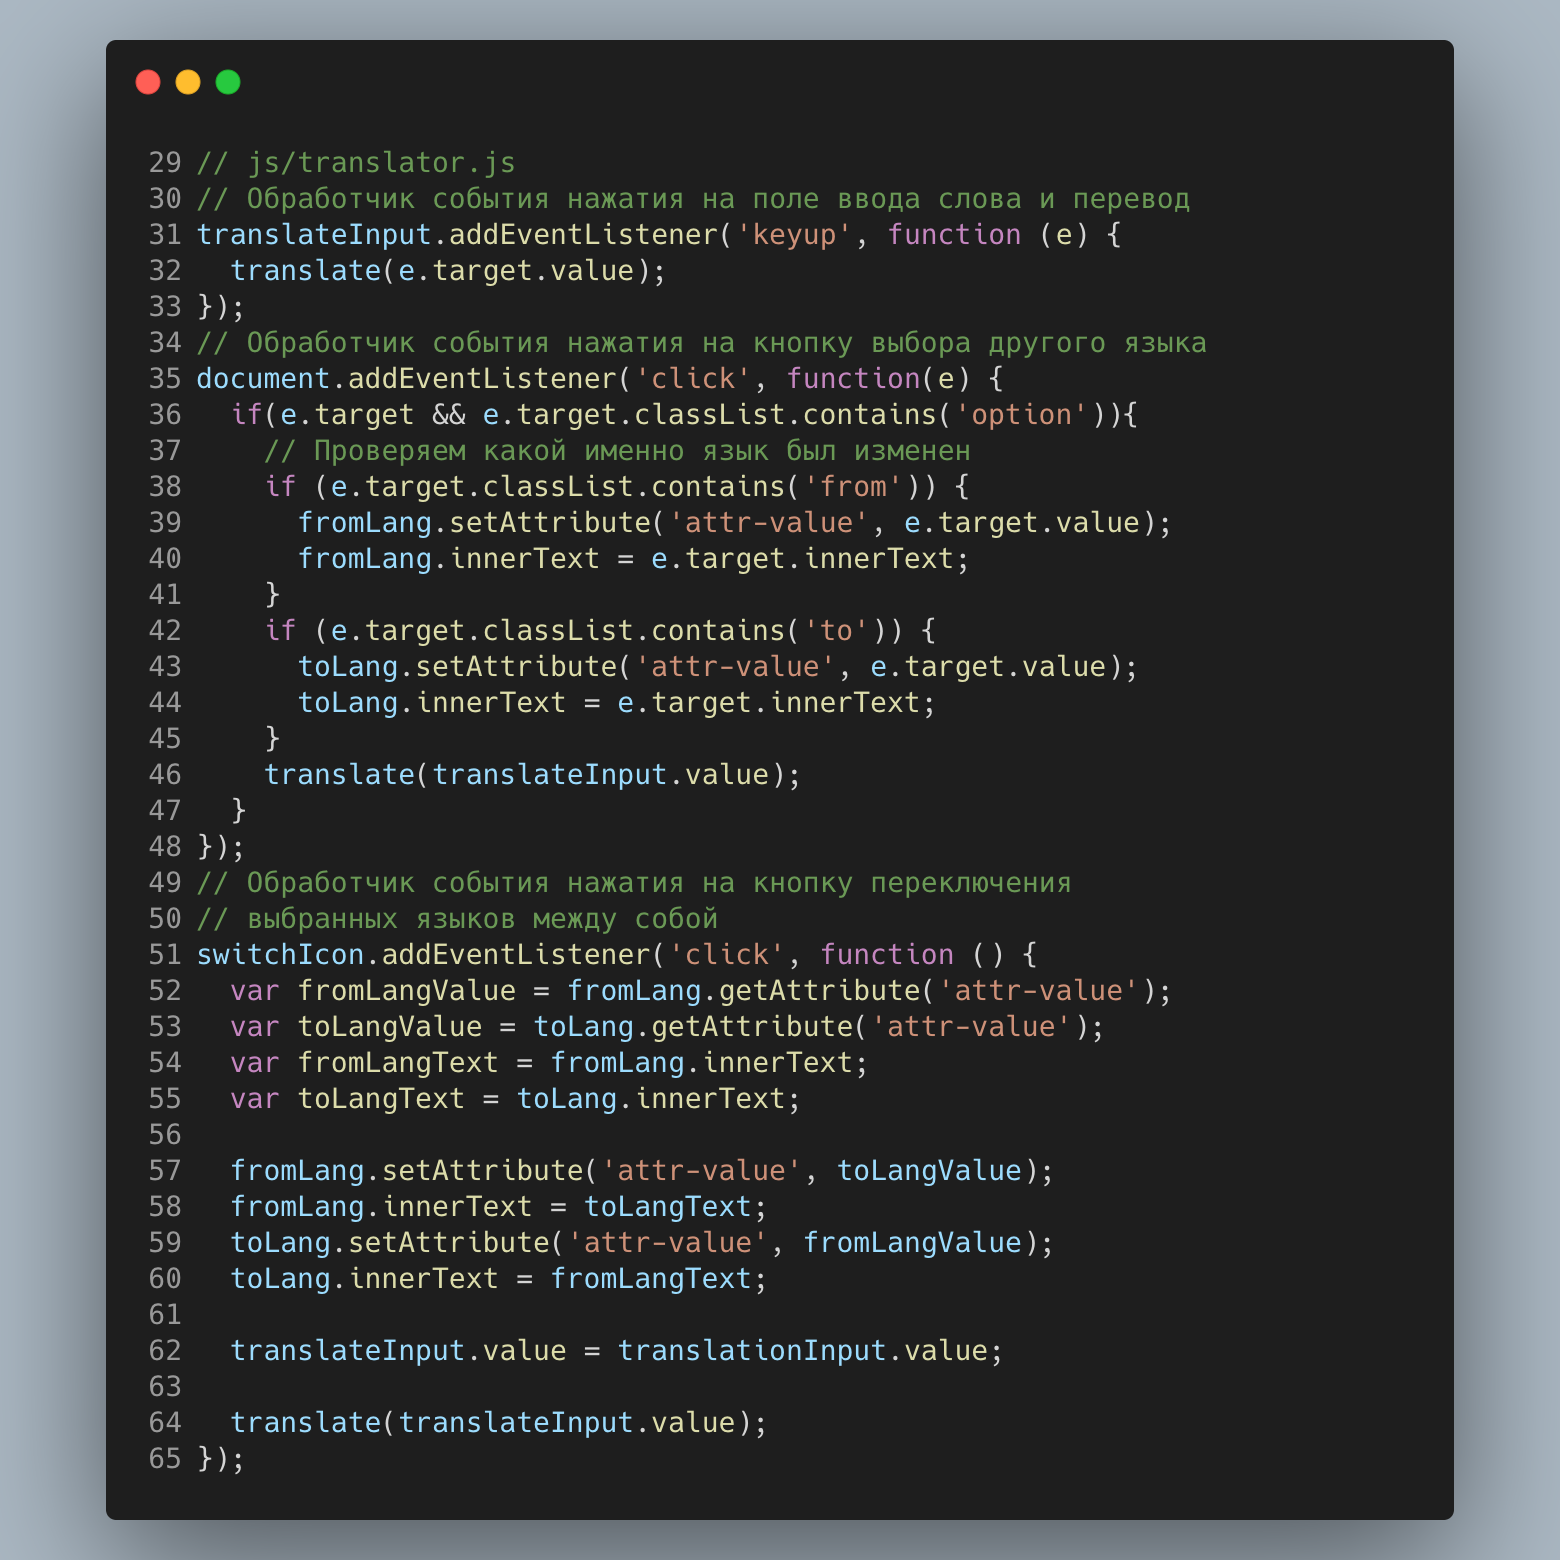 29 // js/translator.js
30 // Обработчик события нажатия на поле ввода слова и перевод
31 translateInput.addEventListener('keyup', function (e) {
32   translate(e.target.value);
33 });
34 // Обработчик события нажатия на кнопку выбора другого языка
35 document.addEventListener('click', function(e) {
36   if(e.target && e.target.classList.contains('option')){
37     // Проверяем какой именно язык был изменен
38     if (e.target.classList.contains('from')) {
39       fromLang.setAttribute('attr-value', e.target.value);
40       fromLang.innerText = e.target.innerText;
41     }
42     if (e.target.classList.contains('to')) {
43       toLang.setAttribute('attr-value', e.target.value);
44       toLang.innerText = e.target.innerText;
45     }
46     translate(translateInput.value);
47   }
48 });
49 // Обработчик события нажатия на кнопку переключения
50 // выбранных языков между собой
51 switchIcon.addEventListener('click', function () {
52   var fromLangValue = fromLang.getAttribute('attr-value');
53   var toLangValue = toLang.getAttribute('attr-value');
54   var fromLangText = fromLang.innerText;
55   var toLangText = toLang.innerText;
56
57   fromLang.setAttribute('attr-value', toLangValue);
58   fromLang.innerText = toLangText;
59   toLang.setAttribute('attr-value', fromLangValue);
60   toLang.innerText = fromLangText;
61
62   translateInput.value = translationInput.value;
63
64   translate(translateInput.value);
65 });